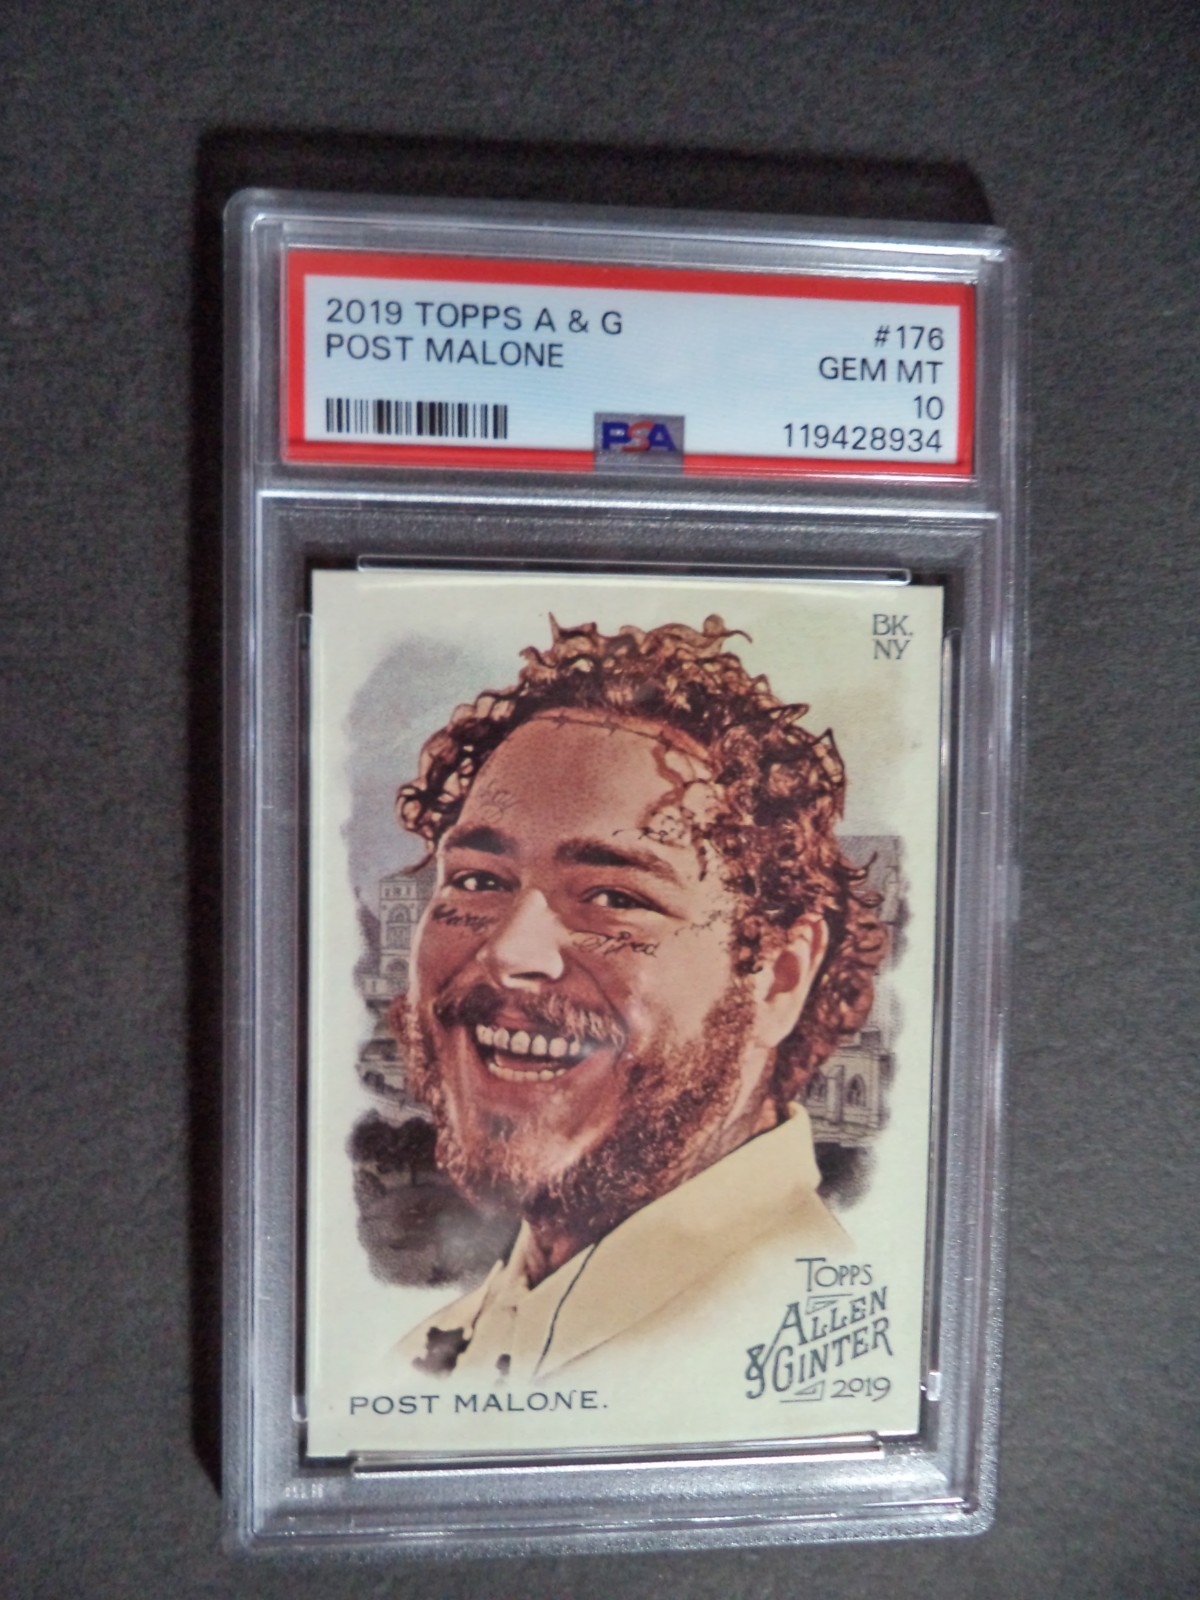 2019 TOPPS A & G
POST MALONE
#176
GEM MT
10
119428934
PSA
BK.
NY
TOPPS
ALLEN
& GINTER
2019
POST MALONE.